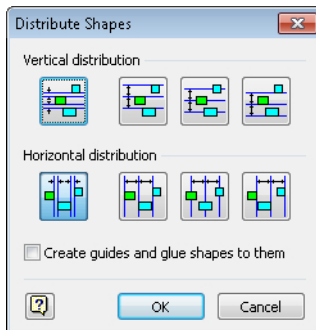 Distribute Shapes
Vertical distribution
Horizontal distribution
Create guides and glue shapes to them
OK
Cancel